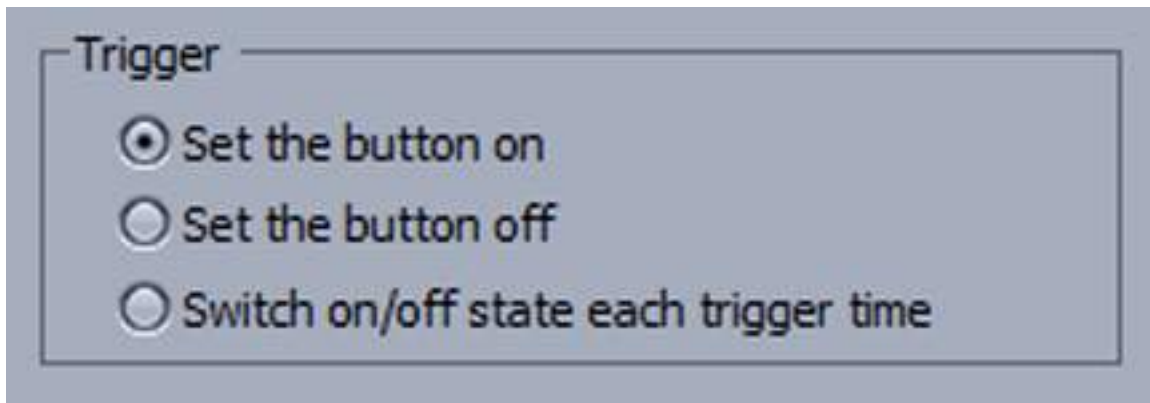 Trigger
Set the button on
Set the button off
Switch on/off state each trigger time